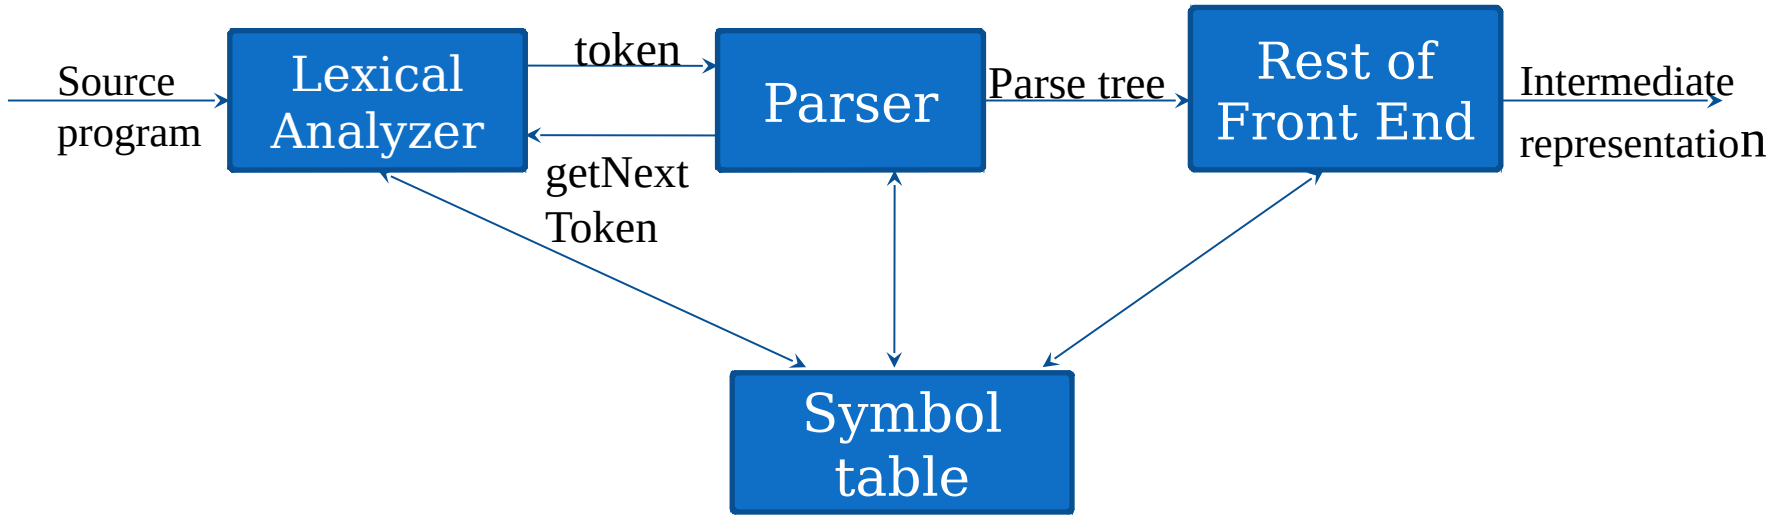 Source
program
Lexical
Analyzer
token
getNext
Token
Parser
Parse tree
Rest of
Front End
Intermediate
representation
Symbol
table